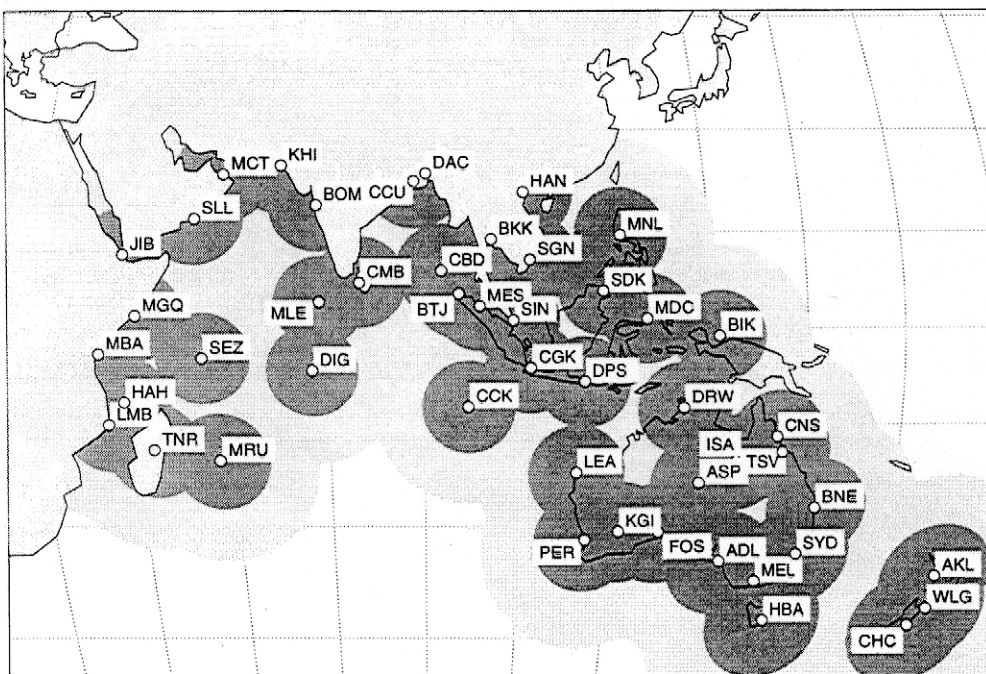 KHI
DAC
MCT
HAN
BOM
CCU
SLL
MNL
BKK
SGN
JIB
CBD
CMB
SDK
MES
MGQ
BTJ
SIN
MDC
MLE
BIK
MBA
SEZ
CGK
DIG
DPS
HAH
CCK
DRW
LMB
CNS
TNR
ISA
MRU
LEA
TSV
ASP
BNE
KGI
PER
FOS
ADL
SYD
MEL
AKL
HBA
WLG
CHC